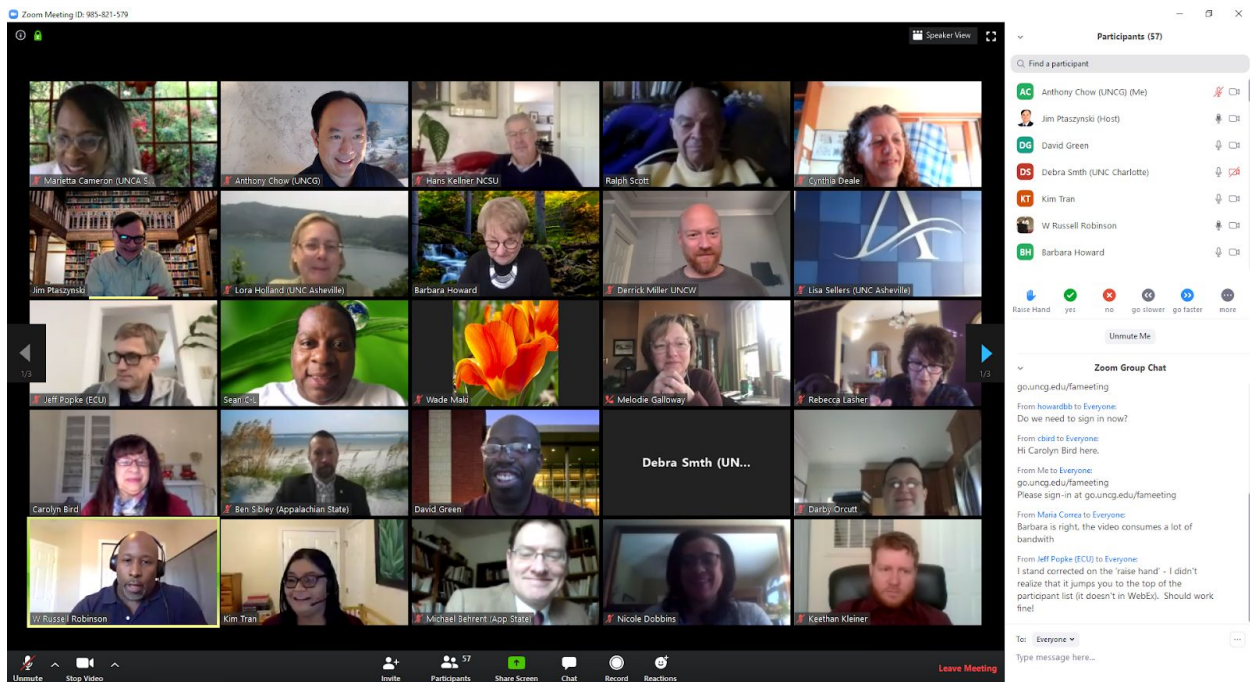 Zoom Meeting ID: 985-821-579
Speaker View
Marietta Cameron (UNCA S...
Anthony Chow (UNCG)
Hans Kellner NCSU
Ralph Scott
Cynthia Deale
Jim Ptaszynski
Lora Holland (UNC Asheville)
Barbara Howard
Derrick Miller UNCW
Lisa Sellers (UNC Asheville)
1/3
1/3
Jeff Popke (ECU)
Sean C-L
Wade Maki
Melodie Galloway
Rebecca Lasher
Carolyn Bird
Ben Sibley (Appalachian State)
David Green
Debra Smth (UN...
Darby Orcutt
W Russell Robinson
Kim Tran
Michael Behrent (App State)
Nicole Dobbins
Keethan Kleiner
Unmute
Stop Video
Invite
57
Participants
Share Screen
Chat
Record
Reactions
Leave Meeting
Participants (57)
Find a participant
AC Anthony Chow (UNCG) (Me)
Jim Ptaszynski (Host)
DG David Green
DS Debra Smth (UNC Charlotte)
KT Kim Tran
W Russell Robinson
BH Barbara Howard
Raise Hand yes no go slower go faster more
Unmute Me
Zoom Group Chat
go.uncg.edu/fameeting
From howardbb to Everyone:
Do we need to sign in now?
From cbird to Everyone:
Hi Carolyn Bird here.
From Me to Everyone:
go.uncg.edu/fameeting
Please sign-in at go.uncg.edu/fameeting
From Maria Correa to Everyone:
Barbara is right, the video consumes a lot of
bandwith
From Jeff Popke (ECU) to Everyone:
I stand corrected on the 'raise hand' - I didn't
realize that it jumps you to the top of the
participant list (it doesn't in WebEx). Should work
fine!
To: Everyone
Type message here...